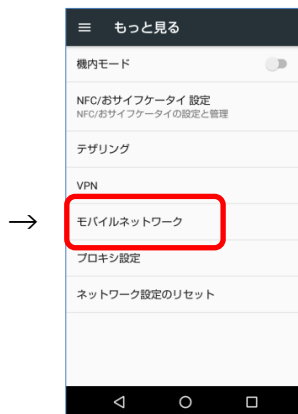 もっと見る
機内モード
NFC/おサイフケータイ 設定
NFC/おサイフケータイの設定と管理
テザリング
VPN
→
モバイルネットワーク
プロキシ設定
ネットワーク設定のリセット